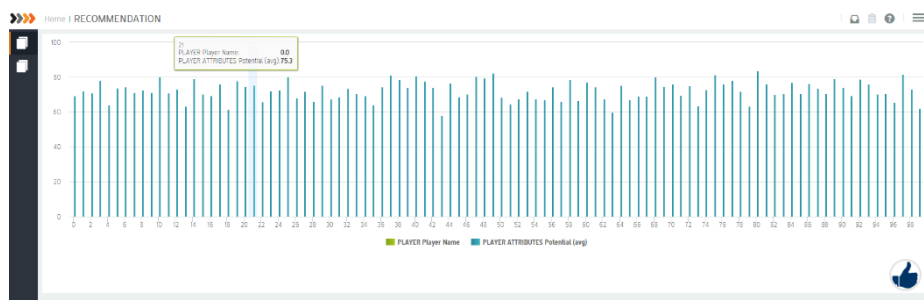 Home | RECOMMENDATION
100
21
PLAYER Player Name: 0.0
PLAYER ATTRIBUTES Potential (avg): 75.3
80
60
40
20
0
0 2 4 6 8 10 12 14 16 18 20 22 24 26 28 30 32 34 36 38 40 42 44 46 48 50 52 54 56 58 60 62 64 66 68 70 72 74 76 78 80 82 84 86 88 90 92 94 96 98
PLAYER Player Name PLAYER ATTRIBUTES Potential (avg)